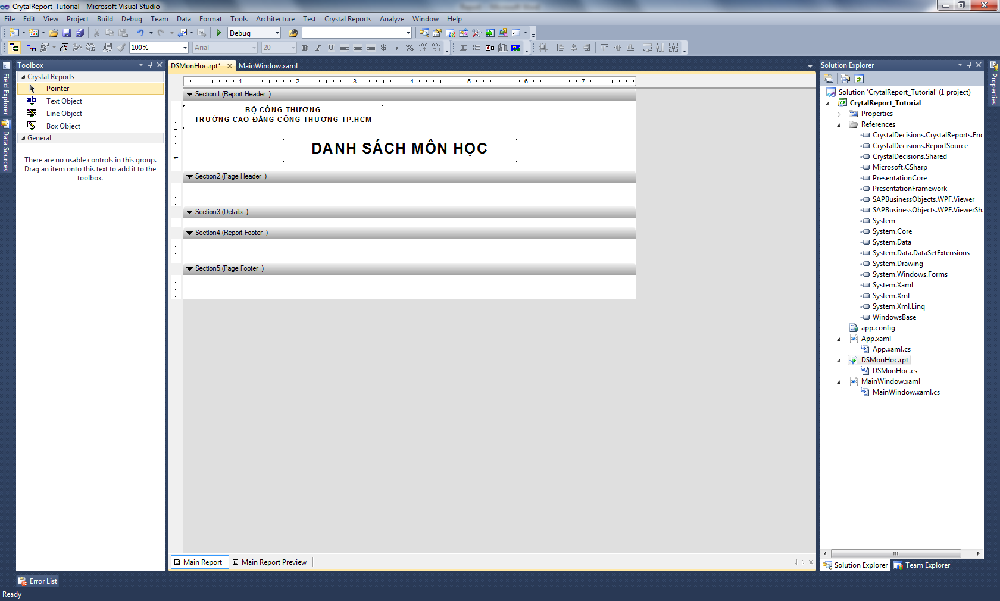 CrytalReport_Tutorial - Microsoft Visual Studio
File Edit View Project Build Debug Team Data Format Tools Architecture Test Crystal Reports Analyze Window Help
Debug
100% Arial 20 B I U $ , % Σ
Field Explorer
Data Sources
Toolbox
Crystal Reports
Pointer
ab Text Object
Line Object
Box Object
General
There are no usable controls in this group.
Drag an item onto this text to add it to the
toolbox.
DSMonHoc.rpt* MainWindow.xaml
1 2 3 4 5 6 7
Section1 (Report Header )
BỘ CÔNG THƯƠNG
TRƯỜNG CAO ĐẲNG CÔNG THƯƠNG TP.HCM
DANH SÁCH MÔN HỌC
1
Section2 (Page Header )
Section3 (Details )
Section4 (Report Footer )
Section5 (Page Footer )
Main Report Main Report Preview
Solution Explorer
Solution 'CrytalReport_Tutorial' (1 project)
CrytalReport_Tutorial
Properties
References
CrystalDecisions.CrystalReports.Eng
CrystalDecisions.ReportSource
CrystalDecisions.Shared
Microsoft.CSharp
PresentationCore
PresentationFramework
SAPBusinessObjects.WPF.Viewer
SAPBusinessObjects.WPF.ViewerSha
System
System.Core
System.Data
System.Data.DataSetExtensions
System.Drawing
System.Windows.Forms
System.Xaml
System.Xml
System.Xml.Linq
WindowsBase
app.config
App.xaml
App.xaml.cs
DSMonHoc.rpt
DSMonHoc.cs
MainWindow.xaml
MainWindow.xaml.cs
Solution Explorer Team Explorer
Properties
Error List
Ready